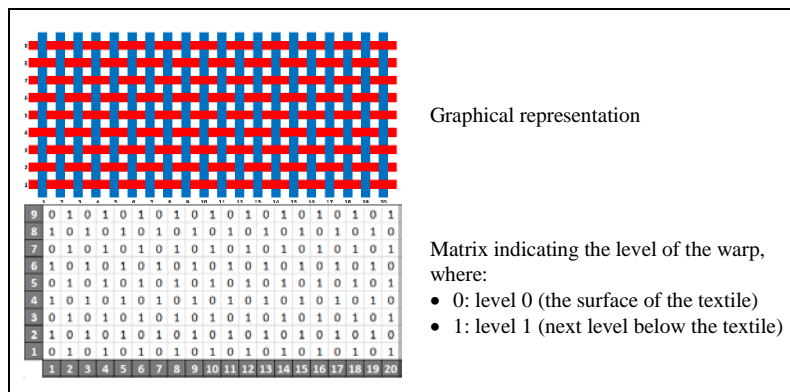 9
8
7
6
5
4
3
2
1
Graphical representation
9 0 1 0 1 0 1 0 1 0 1 0 1 0 1 0 1 0 1 0 1
8 1 0 1 0 1 0 1 0 1 0 1 0 1 0 1 0 1 0 1 0
7 0 1 0 1 0 1 0 1 0 1 0 1 0 1 0 1 0 1 0 1
6 1 0 1 0 1 0 1 0 1 0 1 0 1 0 1 0 1 0 1 0
5 0 1 0 1 0 1 0 1 0 1 0 1 0 1 0 1 0 1 0 1
4 1 0 1 0 1 0 1 0 1 0 1 0 1 0 1 0 1 0 1 0
3 0 1 0 1 0 1 0 1 0 1 0 1 0 1 0 1 0 1 0 1
2 1 0 1 0 1 0 1 0 1 0 1 0 1 0 1 0 1 0 1 0
1 0 1 0 1 0 1 0 1 0 1 0 1 0 1 0 1 0 1 0 1
1 2 3 4 5 6 7 8 9 10 11 12 13 14 15 16 17 18 19 20
Matrix indicating the level of the warp,
where:
• 0: level 0 (the surface of the textile)
• 1: level 1 (next level below the textile)